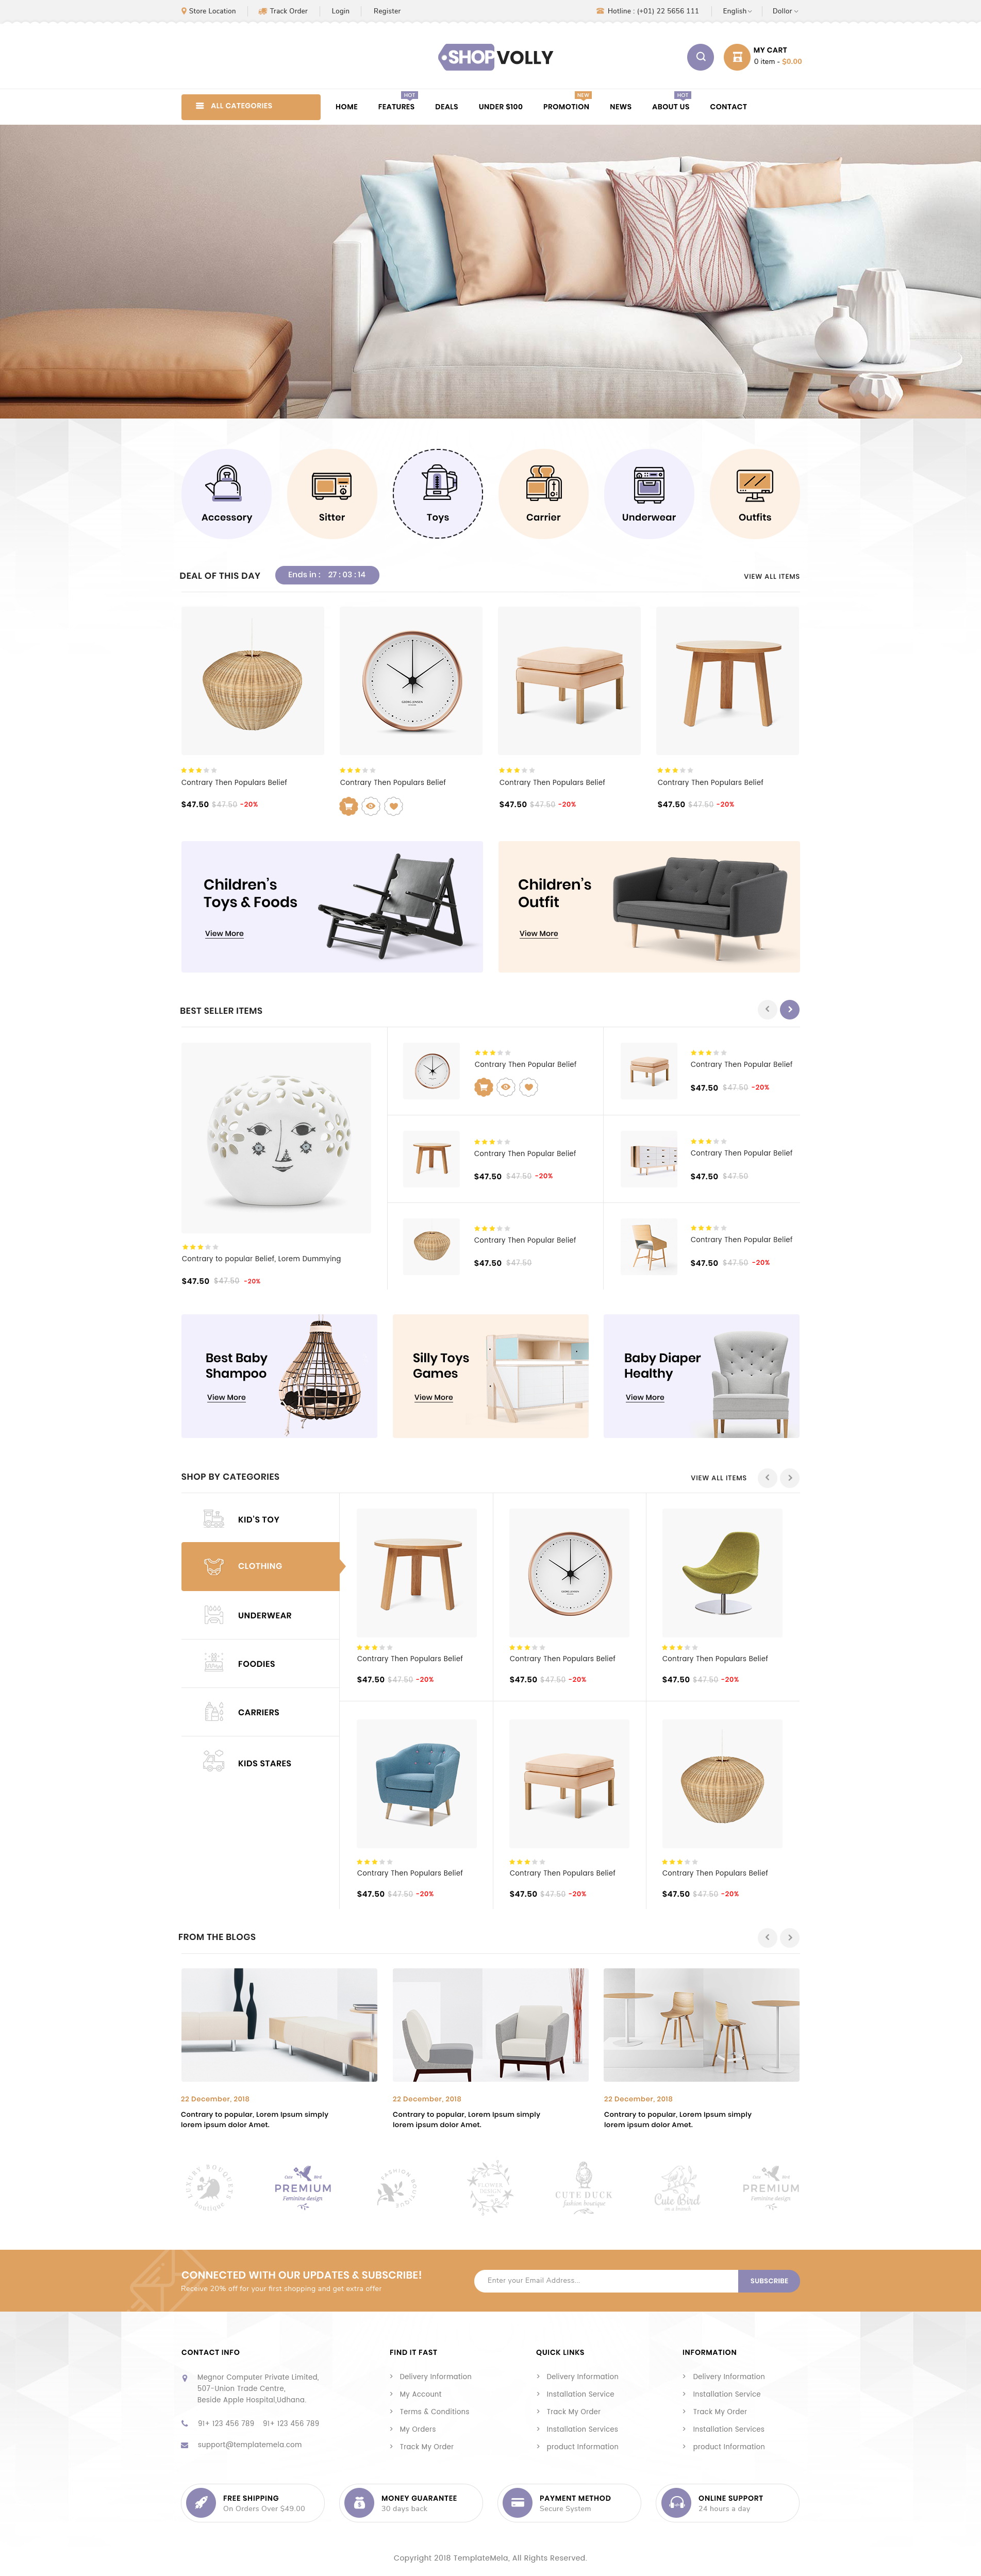 Store Location
Track Order
Login
Register
Hotline : (+01) 22 5656 111
English
Dollor
SHOP VOLLY
MY CART
0 item - $0.00
ALL CATEGORIES
HOME
FEATURES
HOT
DEALS
UNDER $100
PROMOTION
NEW
NEWS
ABOUT US
HOT
CONTACT
Accessory
Sitter
Toys
Carrier
Underwear
Outfits
DEAL OF THIS DAY
Ends in : 27 : 03 : 14
VIEW ALL ITEMS
Contrary Then Populars Belief
$47.50 $47.50 -20%
Contrary Then Populars Belief
Contrary Then Populars Belief
$47.50 $47.50 -20%
Contrary Then Populars Belief
$47.50 $47.50 -20%
Children's
Toys & Foods
View More
Children's
Outfit
View More
BEST SELLER ITEMS
Contrary to popular Belief, Lorem Dummying
$47.50 $47.50 -20%
Contrary Then Popular Belief
Contrary Then Popular Belief
$47.50 $47.50 -20%
Contrary Then Popular Belief
$47.50 $47.50
Contrary Then Popular Belief
$47.50 $47.50 -20%
Contrary Then Popular Belief
$47.50 $47.50
Contrary Then Popular Belief
$47.50 $47.50 -20%
Best Baby
Shampoo
View More
Silly Toys
Games
View More
Baby Diaper
Healthy
View More
SHOP BY CATEGORIES
VIEW ALL ITEMS
KID'S TOY
CLOTHING
UNDERWEAR
FOODIES
CARRIERS
KIDS STARES
Contrary Then Populars Belief
$47.50 $47.50 -20%
Contrary Then Populars Belief
$47.50 $47.50 -20%
Contrary Then Populars Belief
$47.50 $47.50 -20%
Contrary Then Populars Belief
$47.50 $47.50 -20%
Contrary Then Populars Belief
$47.50 $47.50 -20%
Contrary Then Populars Belief
$47.50 $47.50 -20%
FROM THE BLOGS
22 December, 2018
Contrary to popular, Lorem Ipsum simply
lorem ipsum dolor Amet.
22 December, 2018
Contrary to popular, Lorem Ipsum simply
lorem ipsum dolor Amet.
22 December, 2018
Contrary to popular, Lorem Ipsum simply
lorem ipsum dolor Amet.
LUXURY BOUQUET
BOUTIQUE
PREMIUM
Feminine design
FASHION BOUTIQUE
FLOWER
DESIGN
CUTE DUCK
fashion boutique
Cute Bird
PREMIUM
Feminine design
CONNECTED WITH OUR UPDATES & SUBSCRIBE!
Receive 20% off for your first shopping and get extra offer
Enter your Email Address...
SUBSCRIBE
CONTACT INFO
Megnor Computer Private Limited,
507-Union Trade Centre,
Beside Apple Hospital,Udhana.
91+ 123 456 789 91+ 123 456 789
support@templatemela.com
FIND IT FAST
Delivery Information
My Account
Terms & Conditions
My Orders
Track My Order
QUICK LINKS
Delivery Information
Installation Service
Track My Order
Installation Services
product Information
INFORMATION
Delivery Information
Installation Service
Track My Order
Installation Services
product Information
FREE SHIPPING
On Orders Over $49.00
MONEY GUARANTEE
30 days back
PAYMENT METHOD
Secure System
ONLINE SUPPORT
24 hours a day
Copyright 2018 TemplateMela, All Rights Reserved.